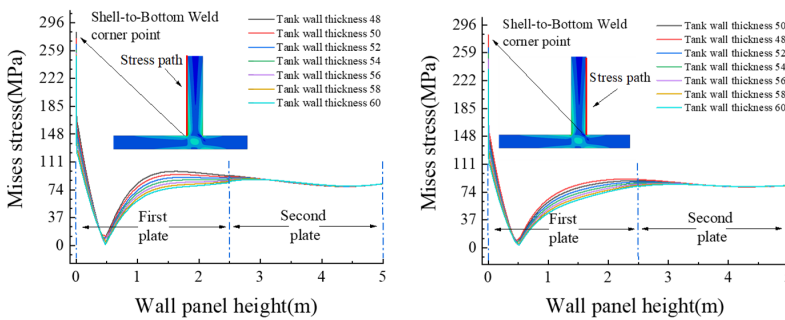 296
259
222
185
148
111
74
37
0
Mises stress(MPa)
Shell-to-Bottom Weld
corner point
Stress path
Tank wall thickness 48
Tank wall thickness 50
Tank wall thickness 52
Tank wall thickness 54
Tank wall thickness 56
Tank wall thickness 58
Tank wall thickness 60
First
plate
Second
plate
0 1 2 3 4 5
Wall panel height(m)
296
259
222
185
148
111
74
37
0
Mises stress(MPa)
Shell-to-Bottom Weld
corner point
Stress path
Tank wall thickness 50
Tank wall thickness 48
Tank wall thickness 52
Tank wall thickness 54
Tank wall thickness 56
Tank wall thickness 58
Tank wall thickness 60
First
plate
Second
plate
0 1 2 3 4
Wall panel height(m)